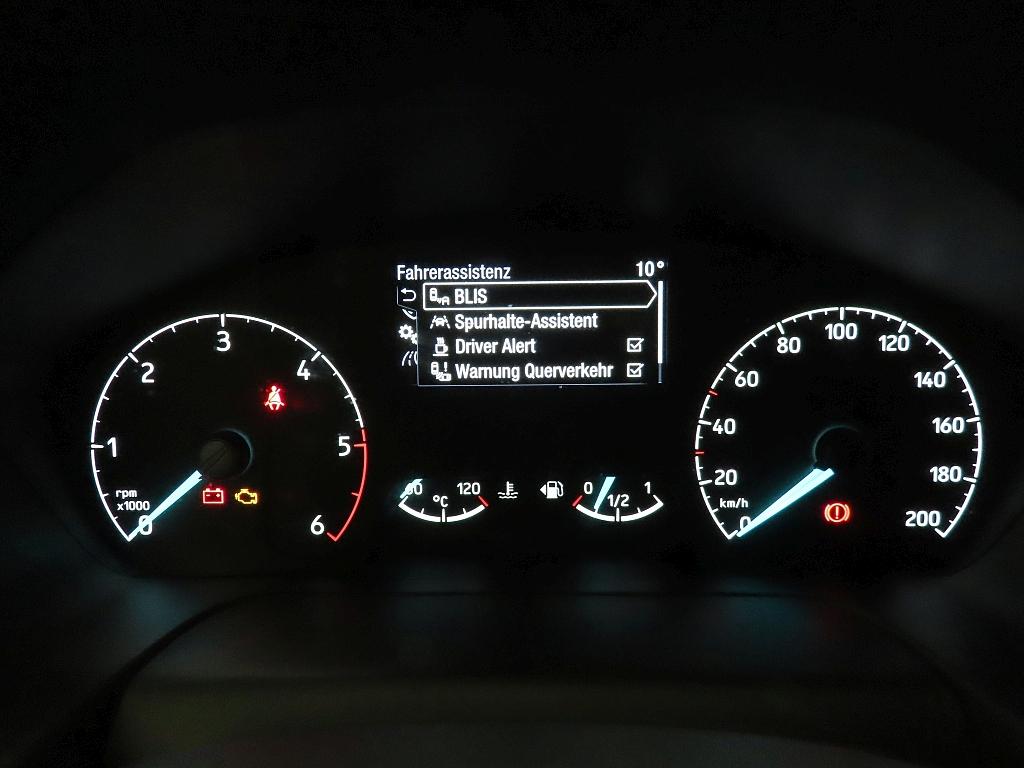 Fahrerassistenz 10°
BLIS
Spurhalte-Assistent
Driver Alert
Warnung Querverkehr
0 1 2 3 4 5 6
rpm
x1000
60 °C 120
0 1/2 1
0 20 40 60 80 100 120 140 160 180 200
km/h